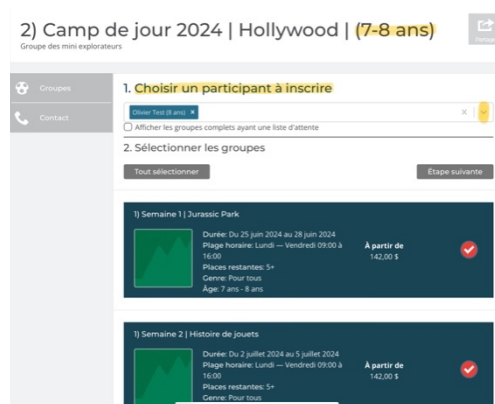 2) Camp de jour 2024 | Hollywood | (7-8 ans)
Groupe des mini explorateurs
Groupes
Contact
1. Choisir un participant à inscrire
Olivier Test (8 ans) ×
Afficher les groupes complets ayant une liste d'attente
2. Sélectionner les groupes
Tout sélectionner
Étape suivante
1) Semaine 1 | Jurassic Park
Durée: Du 25 juin 2024 au 28 juin 2024
Plage horaire: Lundi — Vendredi 09:00 à
16:00
Places restantes: 5+
Genre: Pour tous
Âge: 7 ans - 8 ans
À partir de
142,00 $
1) Semaine 2 | Histoire de jouets
Durée: Du 2 juillet 2024 au 5 juillet 2024
Plage horaire: Lundi — Vendredi 09:00 à
16:00
Places restantes: 5+
Genre: Pour tous
À partir de
142,00 $